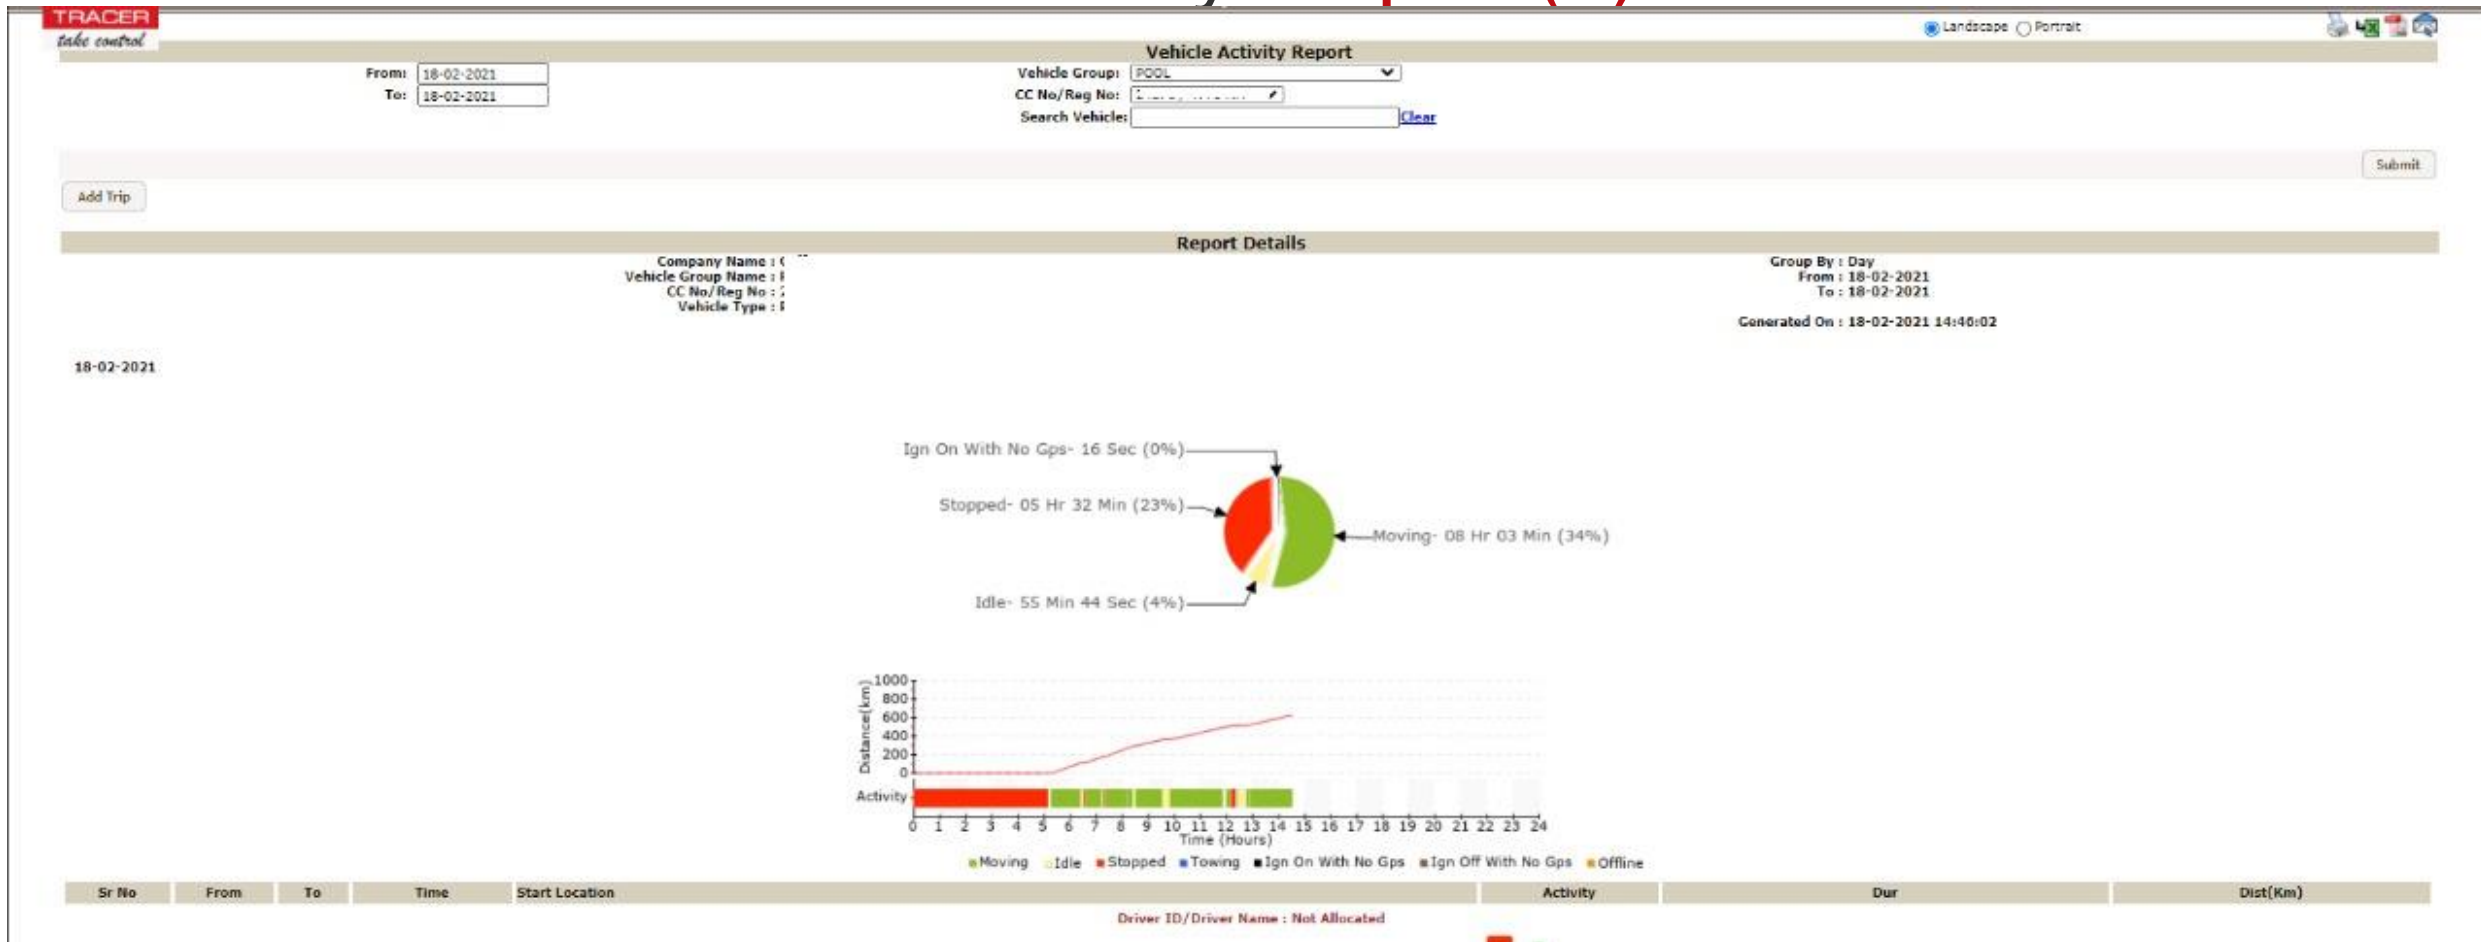 TRACER
take control
Landscape Portrait
Vehicle Activity Report
From: 18-02-2021
To: 18-02-2021
Vehicle Group: POOL
CC No/Reg No:
Search Vehicle: Clear
Submit
Add Trip
Report Details
Company Name :
Vehicle Group Name :
CC No/Reg No :
Vehicle Type :
Group By : Day
From : 18-02-2021
To : 18-02-2021
Generated On : 18-02-2021 14:46:02
18-02-2021
Ign On With No Gps- 16 Sec (0%)
Stopped- 05 Hr 32 Min (23%)
Moving- 08 Hr 03 Min (34%)
Idle- 55 Min 44 Sec (4%)
Distance(km)
1000
800
600
400
200
0
Activity
0 1 2 3 4 5 6 7 8 9 10 11 12 13 14 15 16 17 18 19 20 21 22 23 24
Time (Hours)
Moving Idle Stopped Towing Ign On With No Gps Ign Off With No Gps Offline
Sr No From To Time Start Location Activity Dur Dist(Km)
Driver ID/Driver Name : Not Allocated